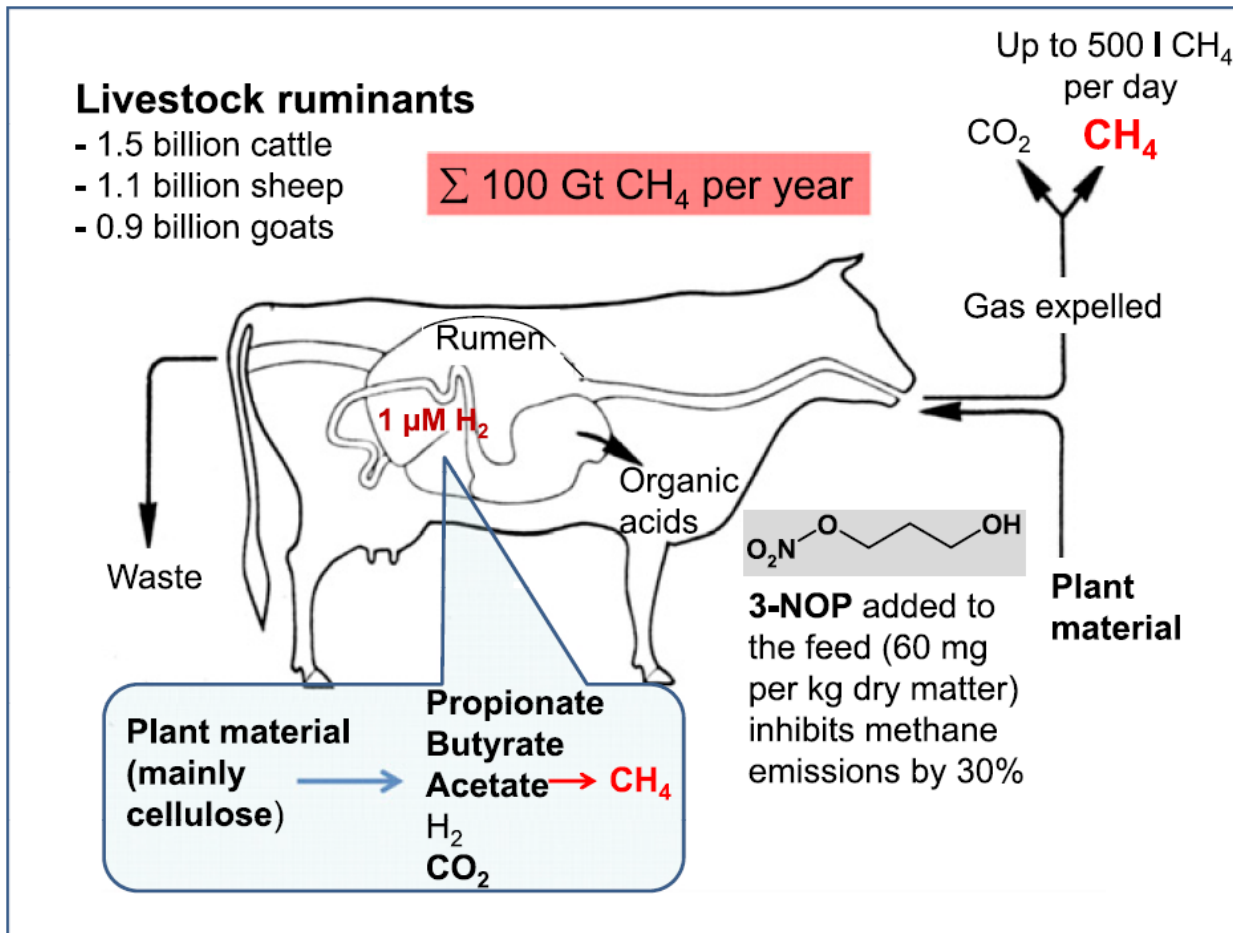 Livestock ruminants
- 1.5 billion cattle
- 1.1 billion sheep
- 0.9 billion goats
∑ 100 Gt CH₄ per year
Up to 500 l CH₄
per day
CO₂ CH₄
Gas expelled
Rumen
1 µM H₂
Organic
acids
Waste
O₂N O OH
3-NOP added to
the feed (60 mg
per kg dry matter)
inhibits methane
emissions by 30%
Plant
material
Plant material
(mainly
cellulose)
Propionate
Butyrate
Acetate CH₄
H₂
CO₂